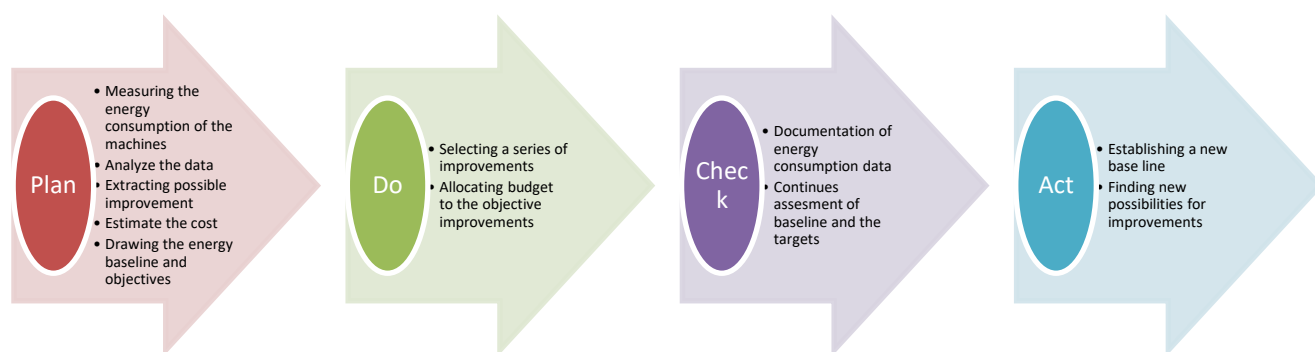 Plan
• Measuring the
energy
consumption of the
machines
• Analyze the data
• Extracting possible
improvement
• Estimate the cost
• Drawing the energy
baseline and
objectives
Do
• Selecting a series of
improvements
• Allocating budget
to the objective
improvements
Chec
k
• Documentation of
energy
consumption data
• Continues
assesment of
baseline and the
targets
Act
• Establishing a new
base line
• Finding new
possibilities for
improvements